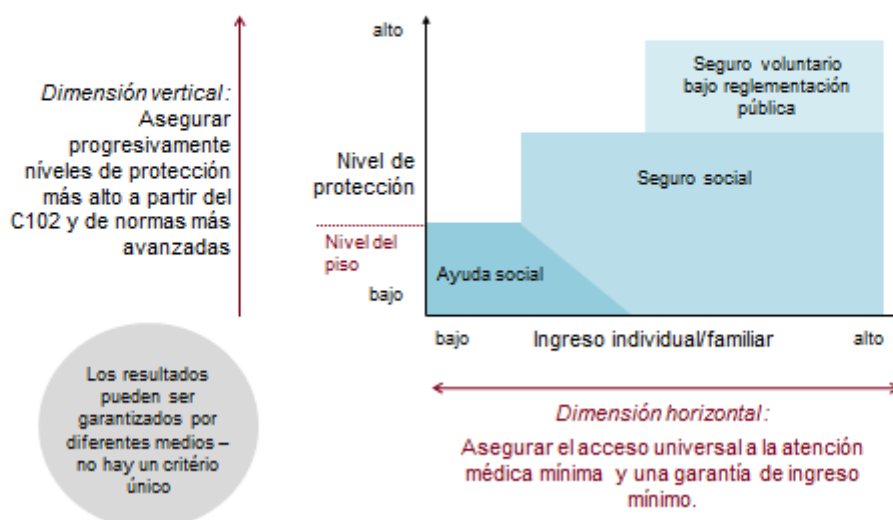 Dimensión vertical:
Asegurar
progresivamente
níveles de protección
más alto a partir del
C102 y de normas más
avanzadas
alto
Nivel de
protección
Nivel del
piso
bajo
Seguro voluntario
bajo reglementación
pública
Seguro social
Ayuda social
bajo
Ingreso individual/familiar
alto
Los resultados
pueden ser
garantizados por
diferentes medios –
no hay un critério
único
Dimensión horizontal:
Asegurar el acceso universal a la atención
médica mínima y una garantía de ingreso
mínimo.